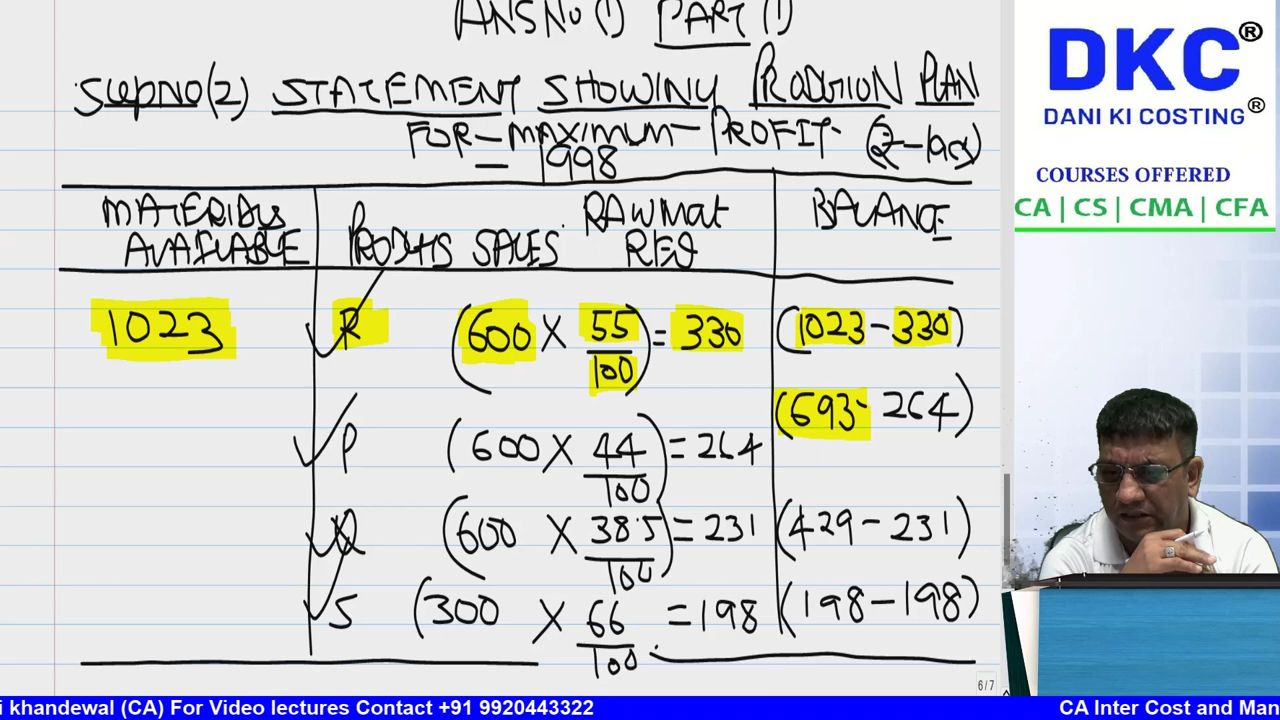 ANS NO (1) PART (1)
STEP NO (2) STATEMENT SHOWING PRODTION PLAN
FOR MAXIMUM PROFIT (₹-lacs)
1998
MATERIALS AVAILABLE PRODTS SALES RAW Mat REQ BALANCE
1023 R (600 X 55/100) = 330 (1023 - 330)
(693 - 264)
P (600 X 44/100) = 264
Q (600 X 38.5/100) = 231 (429 - 231)
S (300 X 66/100 = 198 (198 - 198)
6/7
DKC®
DANI KI COSTING®
COURSES OFFERED
CA | CS | CMA | CFA
i khandewal (CA) For Video lectures Contact +91 9920443322 CA Inter Cost and Man